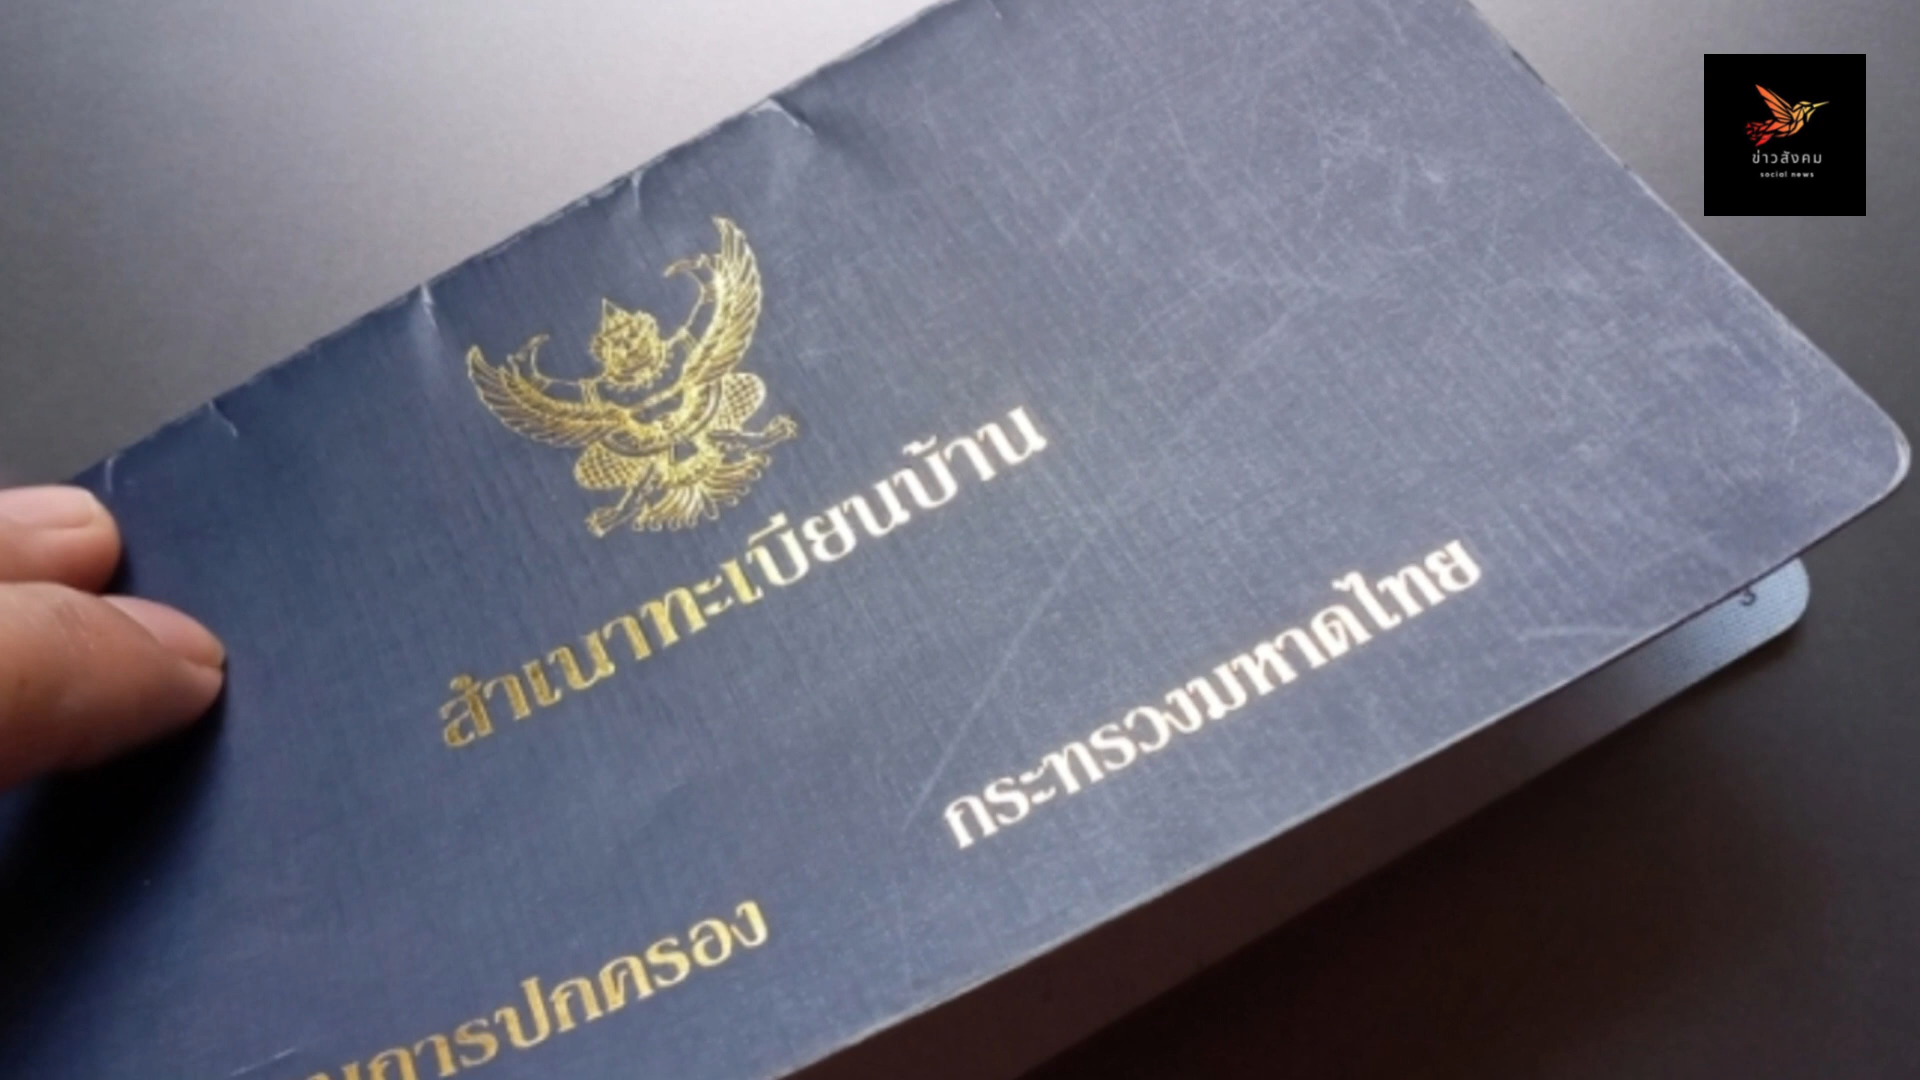 ข่าวสังคม
social news
สำเนาทะเบียนบ้าน
กระทรวงมหาดไทย
การปกครอง
3